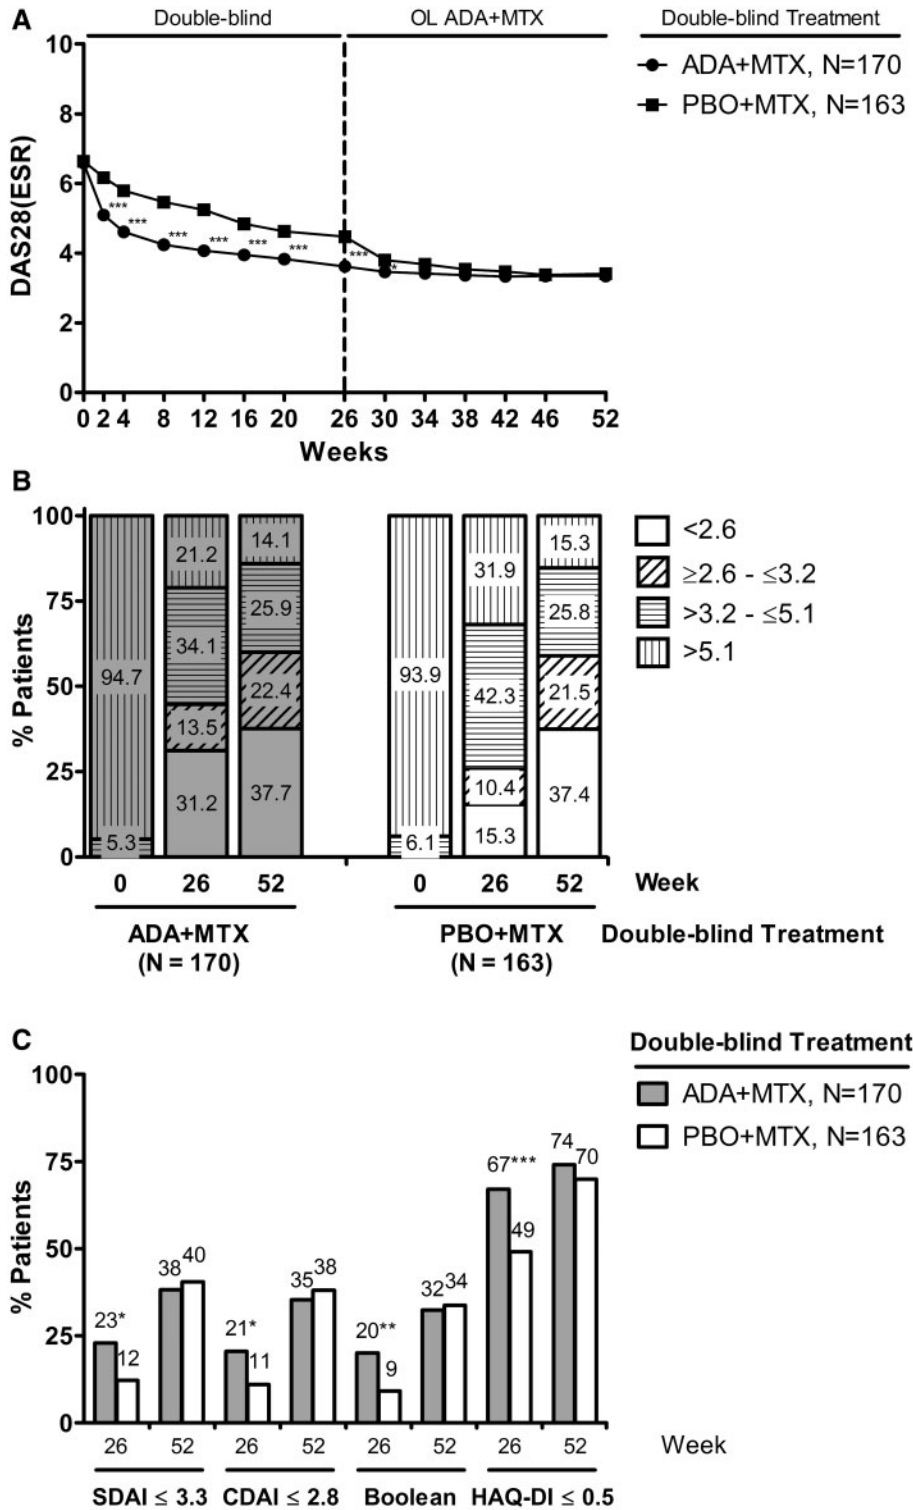 A
Double-blind
OL ADA+MTX
Double-blind Treatment
ADA+MTX, N=170
PBO+MTX, N=163
DAS28(ESR)
10
8
6
4
2
0
***
***
***
***
***
***
***
*
0 2 4 8 12 16 20 26 30 34 38 42 46 52
Weeks
B
% Patients
100
75
50
25
0
94.7
5.3
21.2
34.1
13.5
31.2
14.1
25.9
22.4
37.7
93.9
6.1
31.9
42.3
10.4
15.3
15.3
25.8
21.5
37.4
<2.6
≥2.6 - ≤3.2
>3.2 - ≤5.1
>5.1
0 26 52 0 26 52 Week
ADA+MTX PBO+MTX Double-blind Treatment
(N = 170) (N = 163)
C
Double-blind Treatment
ADA+MTX, N=170
PBO+MTX, N=163
% Patients
100
75
50
25
0
23* 12 38 40 21* 11 35 38 20** 9 32 34 67*** 49 74 70
26 52 26 52 26 52 26 52 Week
SDAI ≤ 3.3 CDAI ≤ 2.8 Boolean HAQ-DI ≤ 0.5